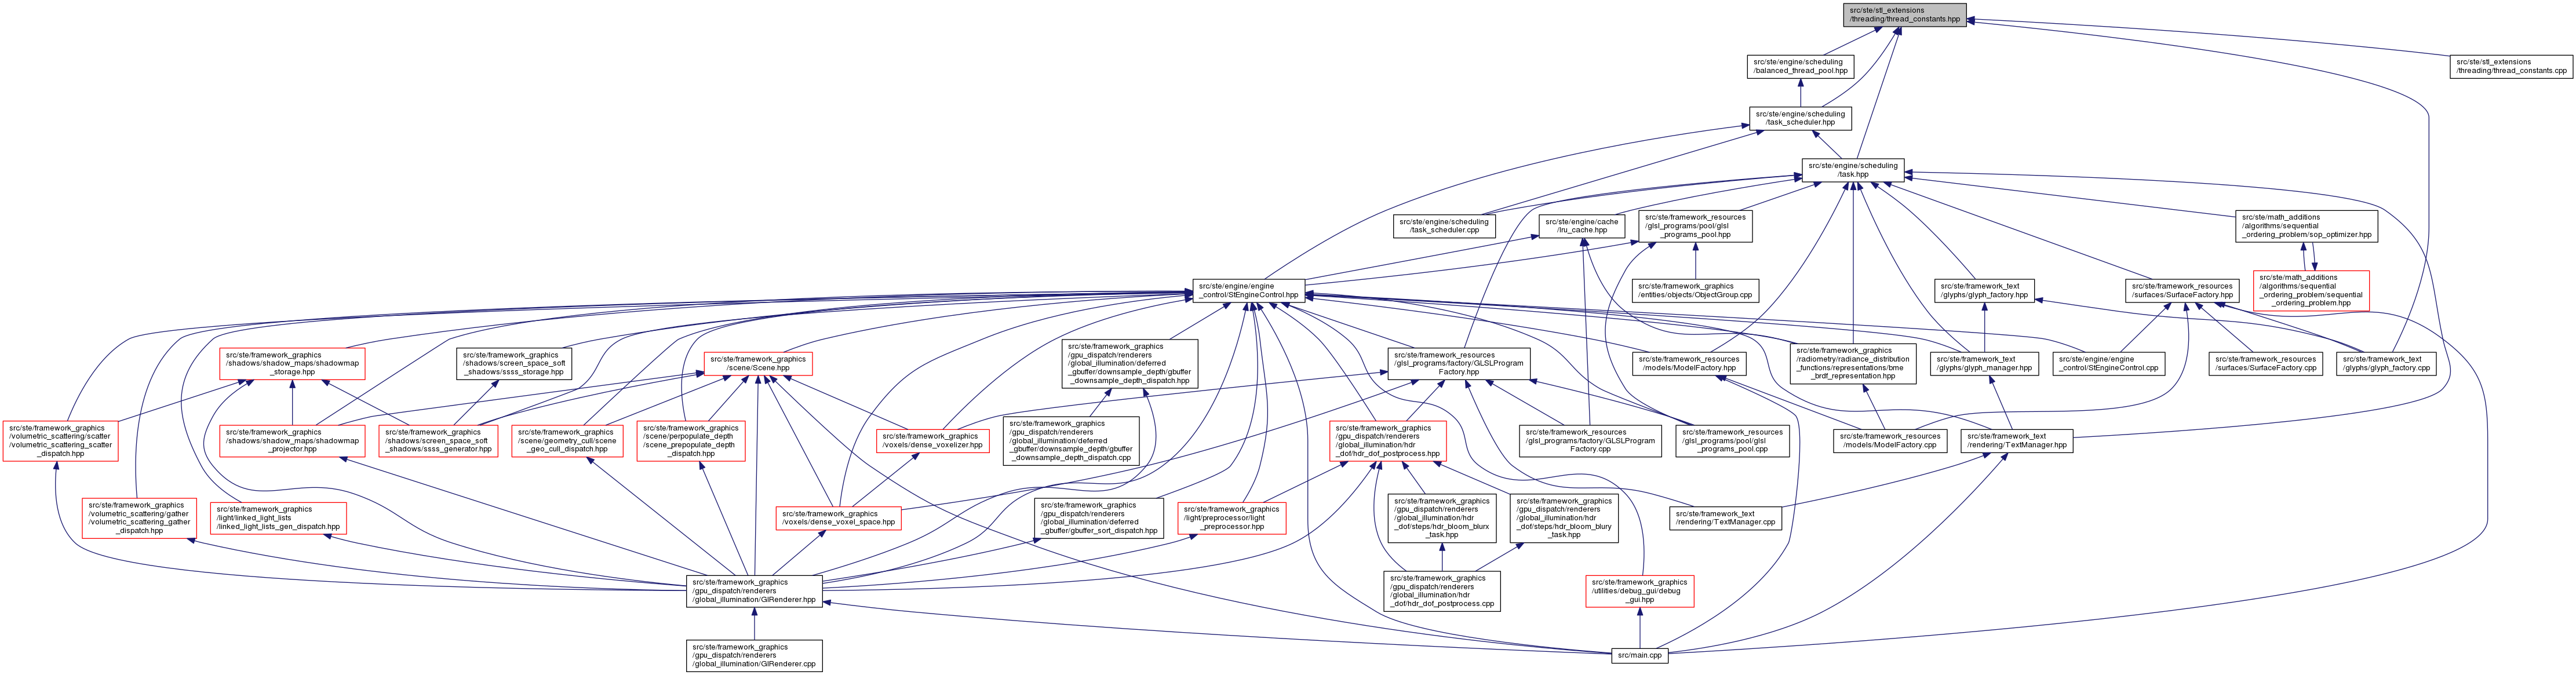 src/ste/stl_extensions
/threading/thread_constants.hpp
src/ste/engine/scheduling
/balanced_thread_pool.hpp
src/ste/stl_extensions
/threading/thread_constants.cpp
src/ste/engine/scheduling
/task_scheduler.hpp
src/ste/engine/scheduling
/task.hpp
src/ste/engine/scheduling
/task_scheduler.cpp
src/ste/engine/cache
/lru_cache.hpp
src/ste/framework_resources
/glsl_programs/pool/glsl
_programs_pool.hpp
src/ste/math_additions
/algorithms/sequential
_ordering_problem/sop_optimizer.hpp
src/ste/engine/engine
_control/StEngineControl.hpp
src/ste/framework_graphics
/entities/objects/ObjectGroup.cpp
src/ste/framework_text
/glyphs/glyph_factory.hpp
src/ste/framework_resources
/surfaces/SurfaceFactory.hpp
src/ste/math_additions
/algorithms/sequential
_ordering_problem/sequential
_ordering_problem.hpp
src/ste/framework_graphics
/shadows/shadow_maps/shadowmap
_storage.hpp
src/ste/framework_graphics
/shadows/screen_space_soft
_shadows/ssss_storage.hpp
src/ste/framework_graphics
/scene/Scene.hpp
src/ste/framework_graphics
/gpu_dispatch/renderers
/global_illumination/deferred
_gbuffer/downsample_depth/gbuffer
_downsample_depth_dispatch.hpp
src/ste/framework_resources
/glsl_programs/factory/GLSLProgram
Factory.hpp
src/ste/framework_resources
/models/ModelFactory.hpp
src/ste/framework_graphics
/radiometry/radiance_distribution
_functions/representations/bme
_brdf_representation.hpp
src/ste/framework_text
/glyphs/glyph_manager.hpp
src/ste/engine/engine
_control/StEngineControl.cpp
src/ste/framework_resources
/surfaces/SurfaceFactory.cpp
src/ste/framework_text
/glyphs/glyph_factory.cpp
src/ste/framework_graphics
/volumetric_scattering/scatter
/volumetric_scattering_scatter
_dispatch.hpp
src/ste/framework_graphics
/shadows/shadow_maps/shadowmap
_projector.hpp
src/ste/framework_graphics
/shadows/screen_space_soft
_shadows/ssss_generator.hpp
src/ste/framework_graphics
/scene/geometry_cull/scene
_geo_cull_dispatch.hpp
src/ste/framework_graphics
/scene/perpopulate_depth
/scene_prepopulate_depth
_dispatch.hpp
src/ste/framework_graphics
/voxels/dense_voxelizer.hpp
src/ste/framework_graphics
/gpu_dispatch/renderers
/global_illumination/deferred
_gbuffer/downsample_depth/gbuffer
_downsample_depth_dispatch.cpp
src/ste/framework_graphics
/gpu_dispatch/renderers
/global_illumination/hdr
_dof/hdr_dof_postprocess.hpp
src/ste/framework_resources
/glsl_programs/factory/GLSLProgram
Factory.cpp
src/ste/framework_resources
/glsl_programs/pool/glsl
_programs_pool.cpp
src/ste/framework_resources
/models/ModelFactory.cpp
src/ste/framework_text
/rendering/TextManager.hpp
src/ste/framework_graphics
/volumetric_scattering/gather
/volumetric_scattering_gather
_dispatch.hpp
src/ste/framework_graphics
/light/linked_light_lists
/linked_light_lists_gen_dispatch.hpp
src/ste/framework_graphics
/voxels/dense_voxel_space.hpp
src/ste/framework_graphics
/gpu_dispatch/renderers
/global_illumination/deferred
_gbuffer/gbuffer_sort_dispatch.hpp
src/ste/framework_graphics
/light/preprocessor/light
_preprocessor.hpp
src/ste/framework_graphics
/gpu_dispatch/renderers
/global_illumination/hdr
_dof/steps/hdr_bloom_blurx
_task.hpp
src/ste/framework_graphics
/gpu_dispatch/renderers
/global_illumination/hdr
_dof/steps/hdr_bloom_blury
_task.hpp
src/ste/framework_text
/rendering/TextManager.cpp
src/ste/framework_graphics
/gpu_dispatch/renderers
/global_illumination/GIRenderer.hpp
src/ste/framework_graphics
/gpu_dispatch/renderers
/global_illumination/hdr
_dof/hdr_dof_postprocess.cpp
src/ste/framework_graphics
/utilities/debug_gui/debug
_gui.hpp
src/ste/framework_graphics
/gpu_dispatch/renderers
/global_illumination/GIRenderer.cpp
src/main.cpp